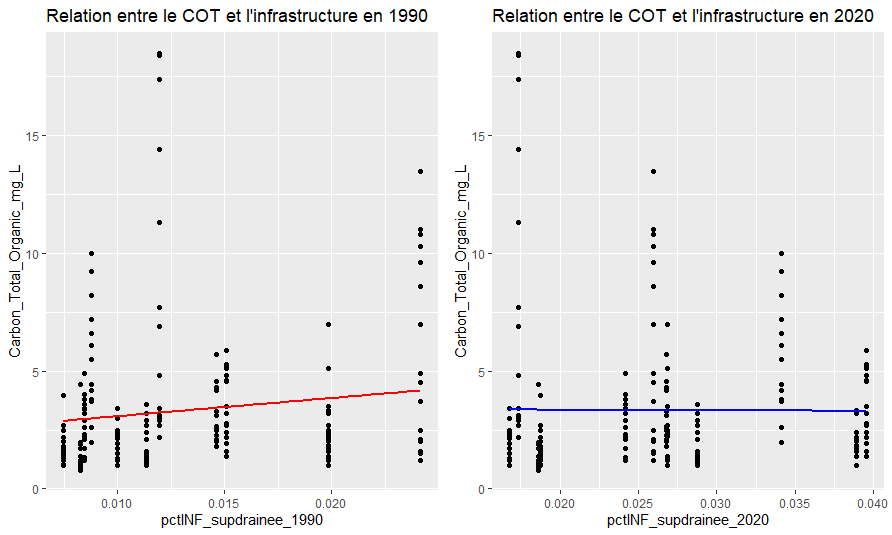 Relation entre le COT et l'infrastructure en 1990
Carbon_Total_Organic_mg_L
15
10
5
0
0.010 0.015 0.020
pctINF_supdrainee_1990
Relation entre le COT et l'infrastructure en 2020
Carbon_Total_Organic_mg_L
15
10
5
0
0.020 0.025 0.030 0.035 0.040
pctINF_supdrainee_2020